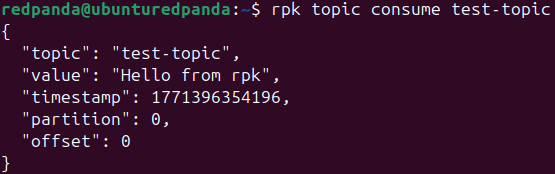 redpanda@ubunturedpanda:~$ rpk topic consume test-topic
{
  "topic": "test-topic",
  "value": "Hello from rpk",
  "timestamp": 1771396354196,
  "partition": 0,
  "offset": 0
}